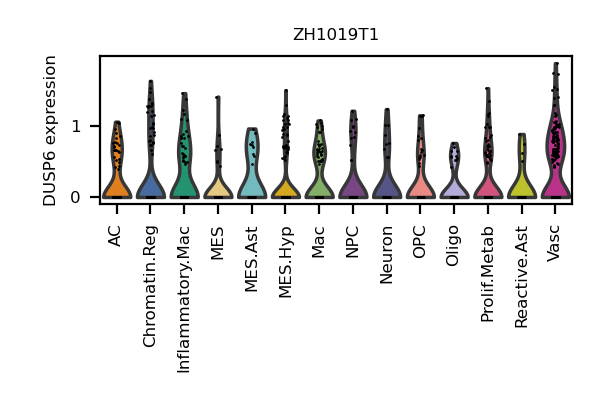 ZH1019T1
DUSP6 expression
1
0
AC
Chromatin.Reg
Inflammatory.Mac
MES
MES.Ast
MES.Hyp
Mac
NPC
Neuron
OPC
Oligo
Prolif.Metab
Reactive.Ast
Vasc